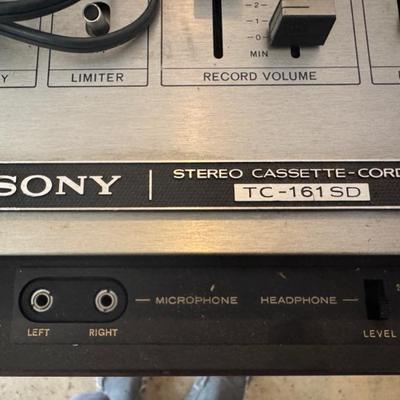 2
1
0
MIN
LIMITER
RECORD VOLUME
SONY
STEREO CASSETTE-CORD
TC-161SD
MICROPHONE
HEADPHONE
LEFT
RIGHT
LEVEL